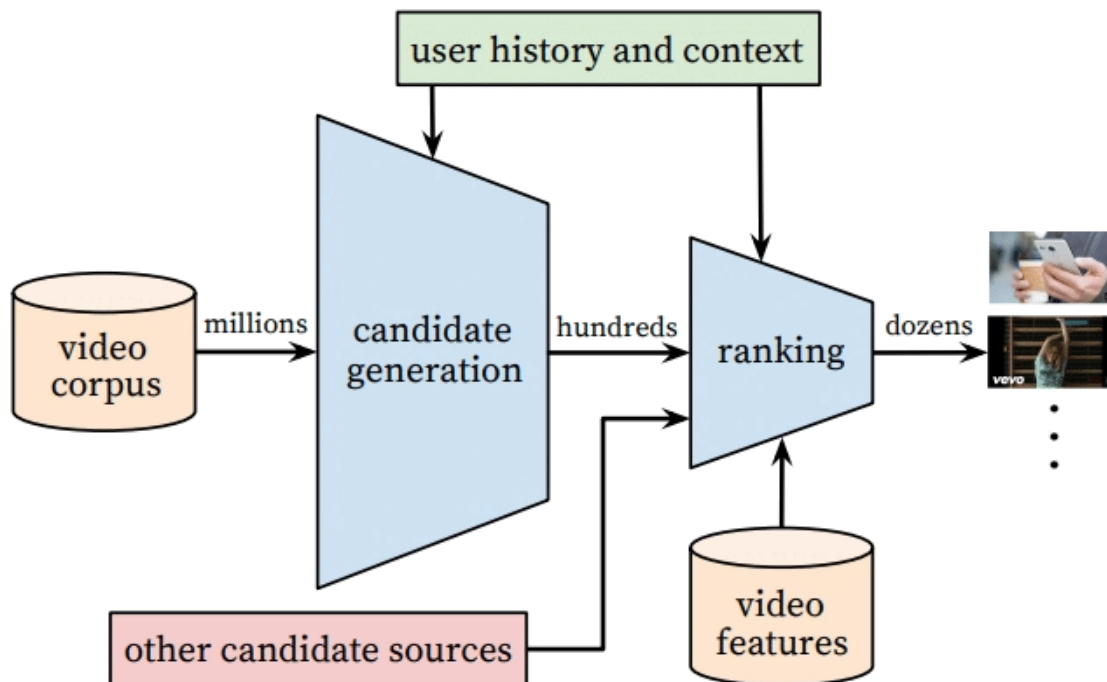 user history and context
video
corpus
millions
candidate
generation
hundreds
ranking
dozens
vevo
other candidate sources
video
features